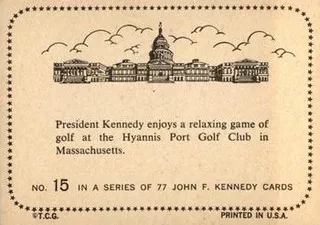 President Kennedy enjoys a relaxing game of
golf at the Hyannis Port Golf Club in
Massachusetts.
NO. 15 IN A SERIES OF 77 JOHN F. KENNEDY CARDS
©T.C.G. PRINTED IN U.S.A.